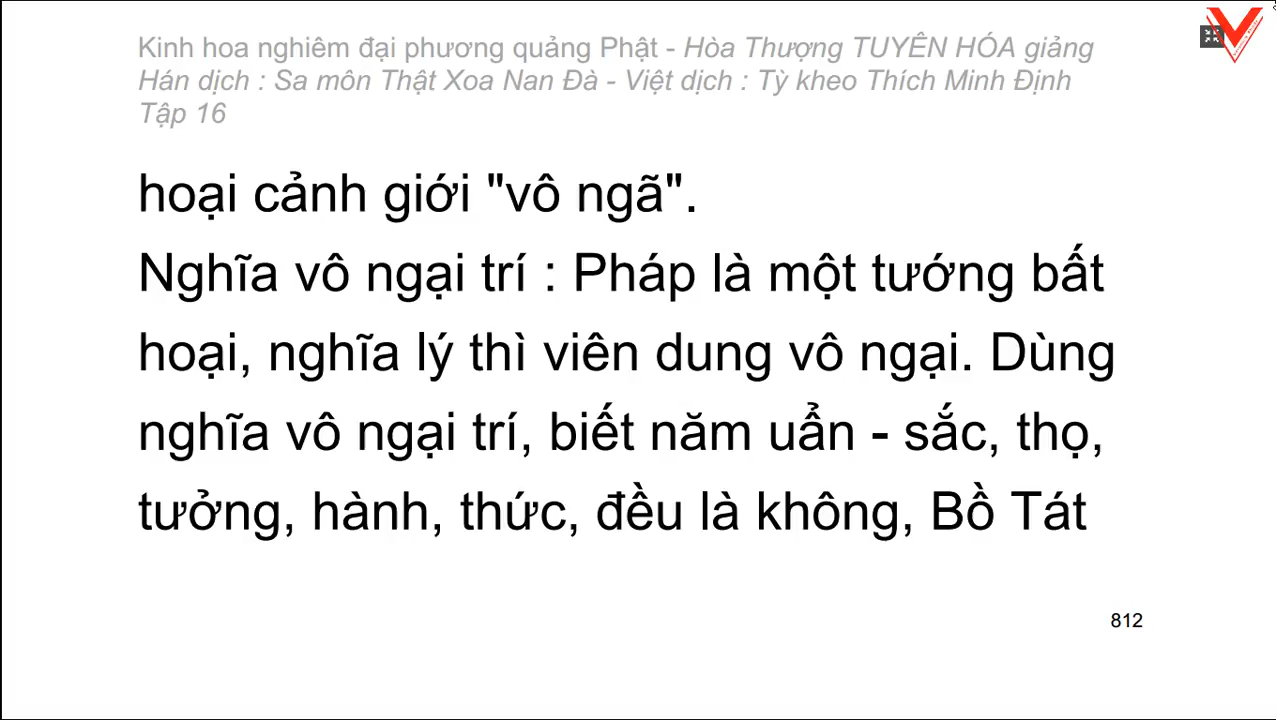 Kinh hoa nghiêm đại phương quảng Phật - Hòa Thượng TUYÊN HÓA giảng
Hán dịch : Sa môn Thật Xoa Nan Đà - Việt dịch : Tỳ kheo Thích Minh Định
Tập 16
hoại cảnh giới "vô ngã".
Nghĩa vô ngại trí : Pháp là một tướng bất
hoại, nghĩa lý thì viên dung vô ngại. Dùng
nghĩa vô ngại trí, biết năm uẩn - sắc, thọ,
tưởng, hành, thức, đều là không, Bồ Tát
812